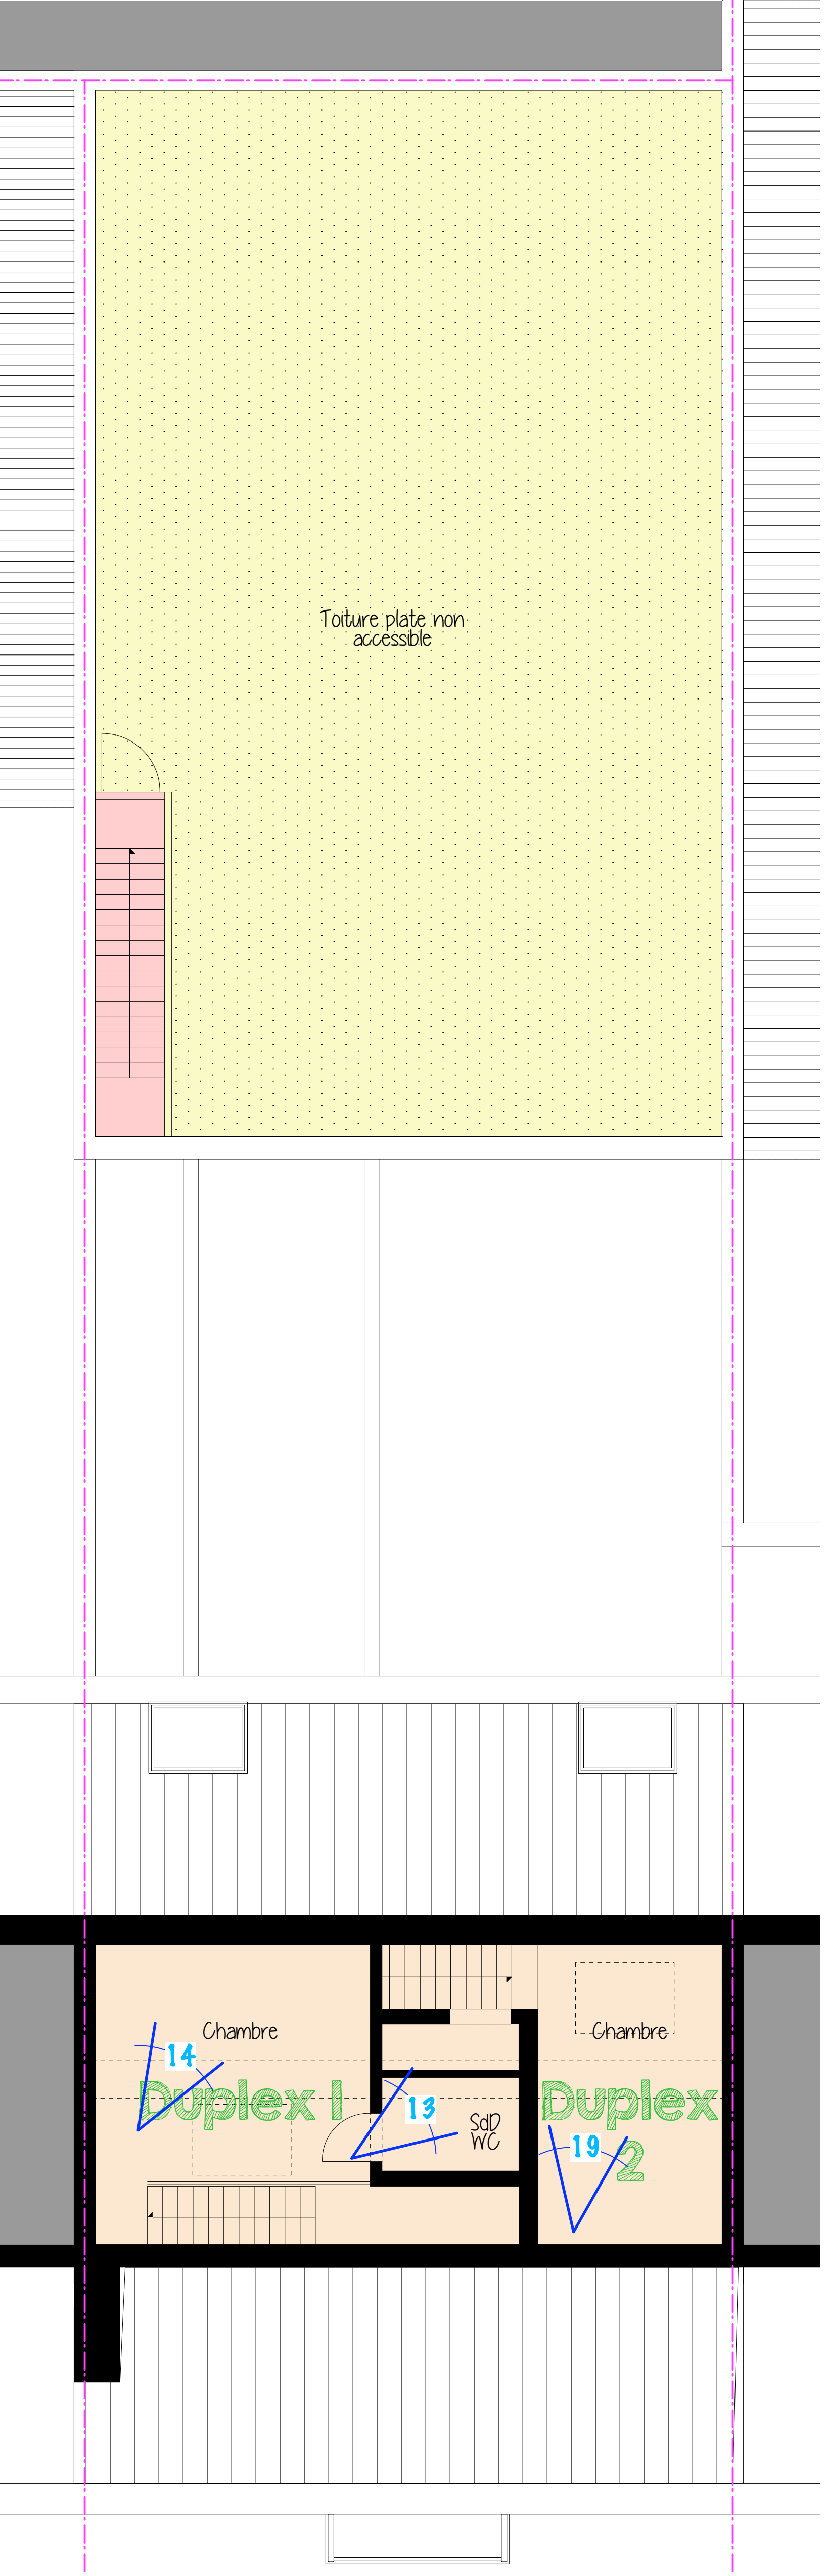 Toiture plate non
accessible
Chambre
Chambre
14
Duplex 1
Duplex
2
13
SdD
WC
19